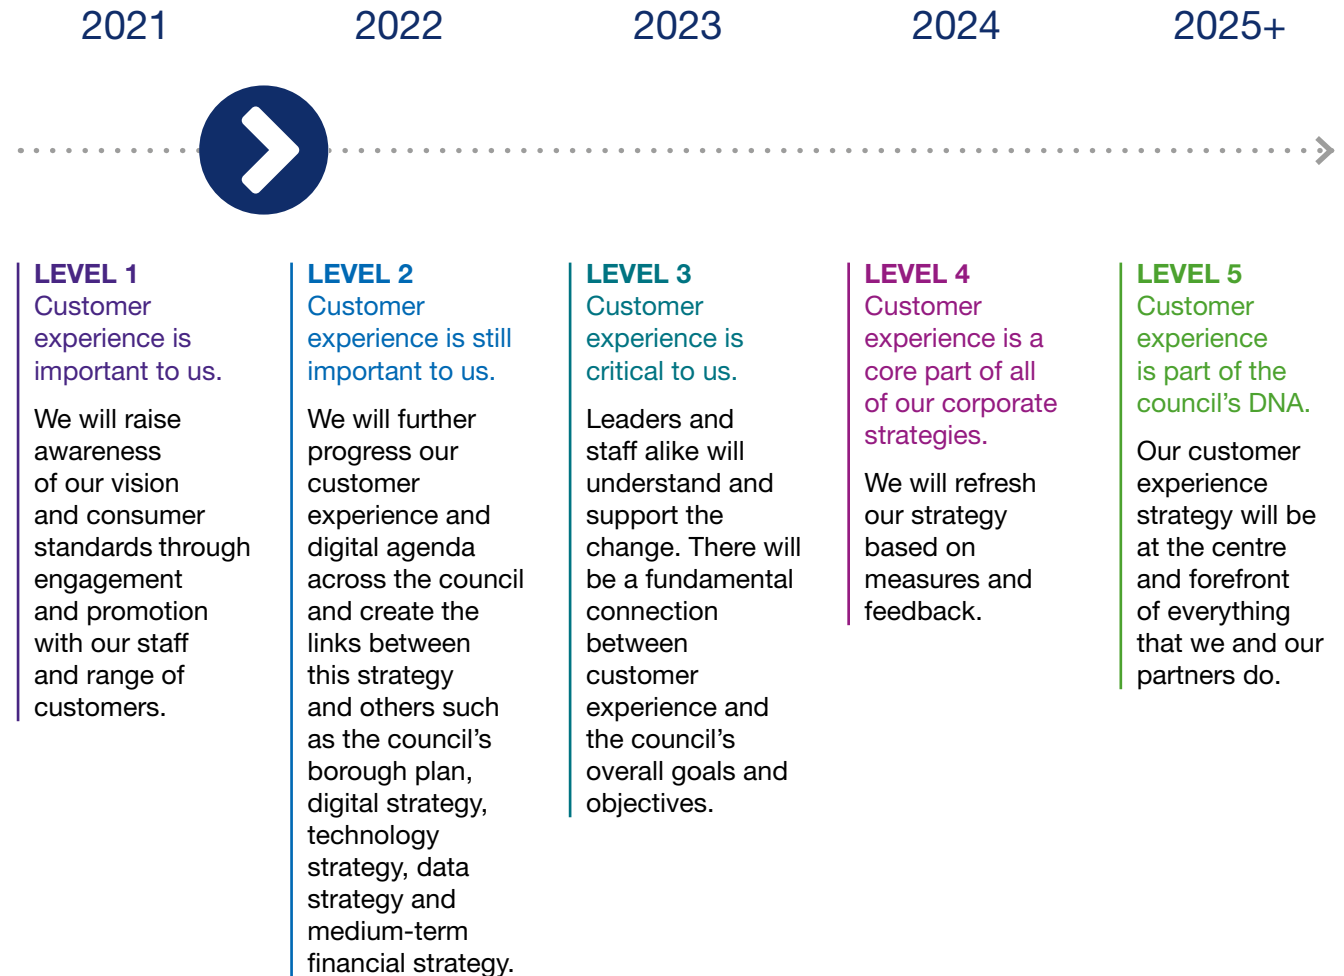 2021
2022
2023
2024
2025+
LEVEL 1
Customer
experience is
important to us.
We will raise
awareness
of our vision
and consumer
standards through
engagement
and promotion
with our staff
and range of
customers.
LEVEL 2
Customer
experience is still
important to us.
We will further
progress our
customer
experience and
digital agenda
across the council
and create the
links between
this strategy
and others such
as the council’s
borough plan,
digital strategy,
technology
strategy, data
strategy and
medium-term
financial strategy.
LEVEL 3
Customer
experience is
critical to us.
Leaders and
staff alike will
understand and
support the
change. There will
be a fundamental
connection
between
customer
experience and
the council’s
overall goals and
objectives.
LEVEL 4
Customer
experience is a
core part of all
of our corporate
strategies.
We will refresh
our strategy
based on
measures and
feedback.
LEVEL 5
Customer
experience
is part of the
council’s DNA.
Our customer
experience
strategy will be
at the centre
and forefront
of everything
that we and our
partners do.